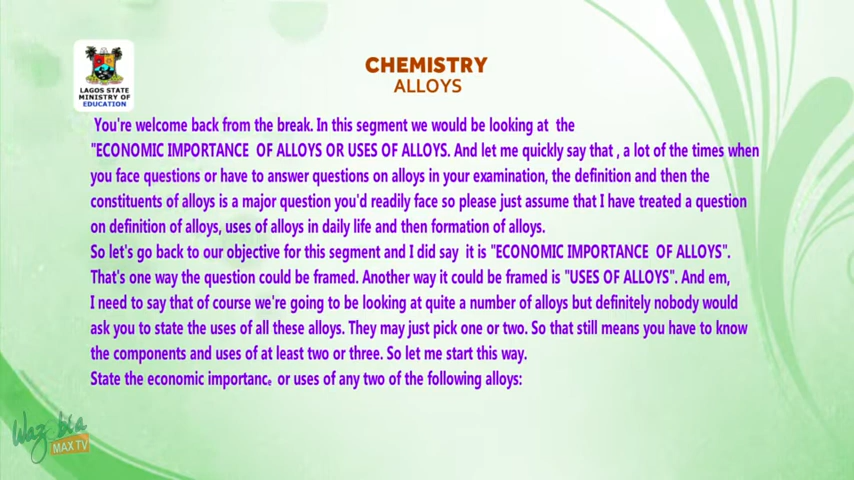 CHEMISTRY
ALLOYS
LAGOS STATE
MINISTRY OF
EDUCATION
You're welcome back from the break. In this segment we would be looking at the
"ECONOMIC IMPORTANCE OF ALLOYS OR USES OF ALLOYS. And let me quickly say that , a lot of the times when
you face questions or have to answer questions on alloys in your examination, the definition and then the
constituents of alloys is a major question you'd readily face so please just assume that I have treated a question
on definition of alloys, uses of alloys in daily life and then formation of alloys.
So let's go back to our objective for this segment and I did say it is "ECONOMIC IMPORTANCE OF ALLOYS".
That's one way the question could be framed. Another way it could be framed is "USES OF ALLOYS". And em,
I need to say that of course we're going to be looking at quite a number of alloys but definitely nobody would
ask you to state the uses of all these alloys. They may just pick one or two. So that still means you have to know
the components and uses of at least two or three. So let me start this way.
State the economic importance or uses of any two of the following alloys:
Wazobia
MAX TV